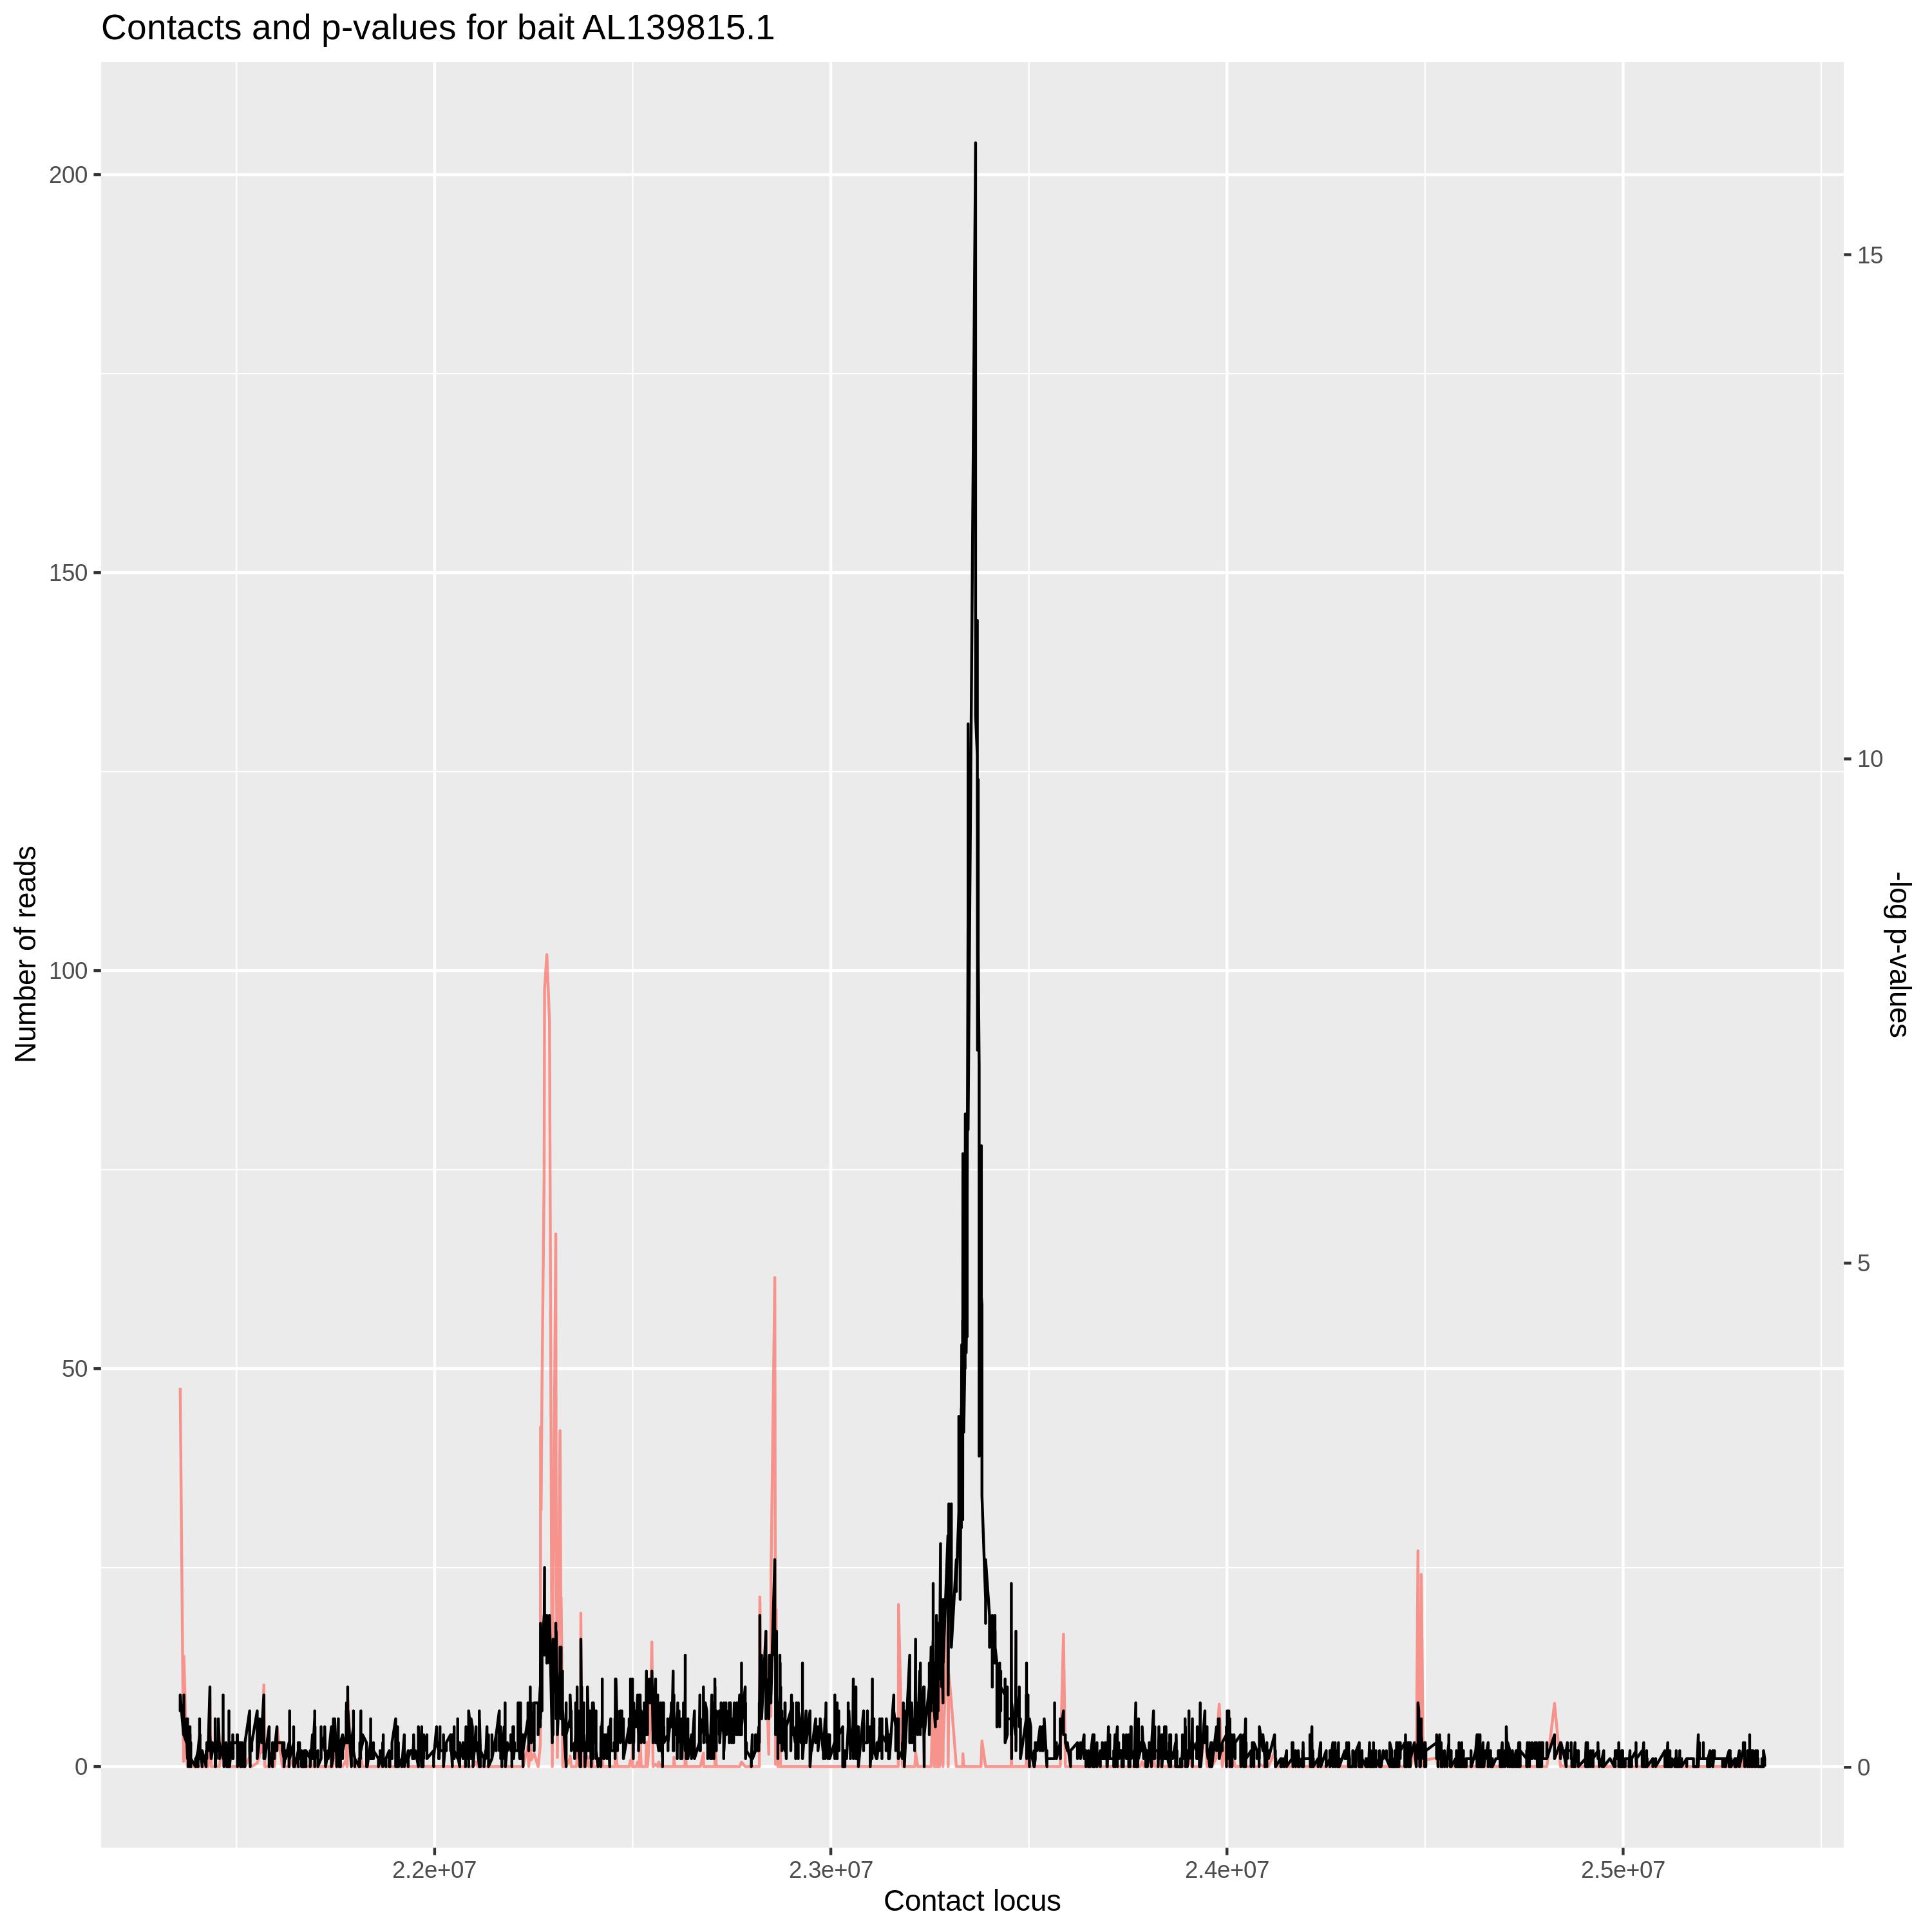 Contacts and p-values for bait AL139815.1
200
150
100
50
0
Number of reads
15
10
5
0
-log p-values
2.2e+07
2.3e+07
2.4e+07
2.5e+07
Contact locus